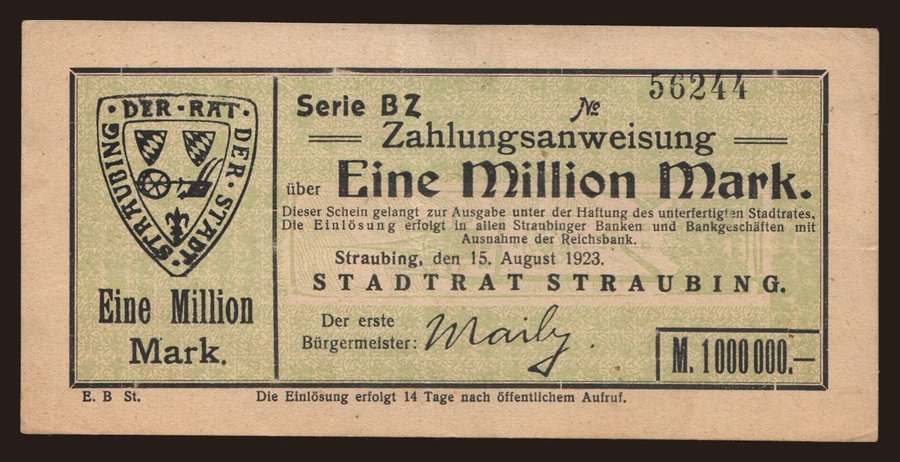 DER · RAT · DER · STADT · STRAUBING
Eine Million
Mark.
Serie BZ № 56244
Zahlungsanweisung
über Eine Million Mark.
Dieser Schein gelangt zur Ausgabe unter der Haftung des unterfertigten Stadtrates.
Die Einlösung erfolgt in allen Straubinger Banken und Bankgeschäften mit
Ausnahme der Reichsbank.
Straubing, den 15. August 1923.
STADTRAT STRAUBING.
Der erste
Bürgermeister:
M. 1000000.—
E. B St. Die Einlösung erfolgt 14 Tage nach öffentlichem Aufruf.